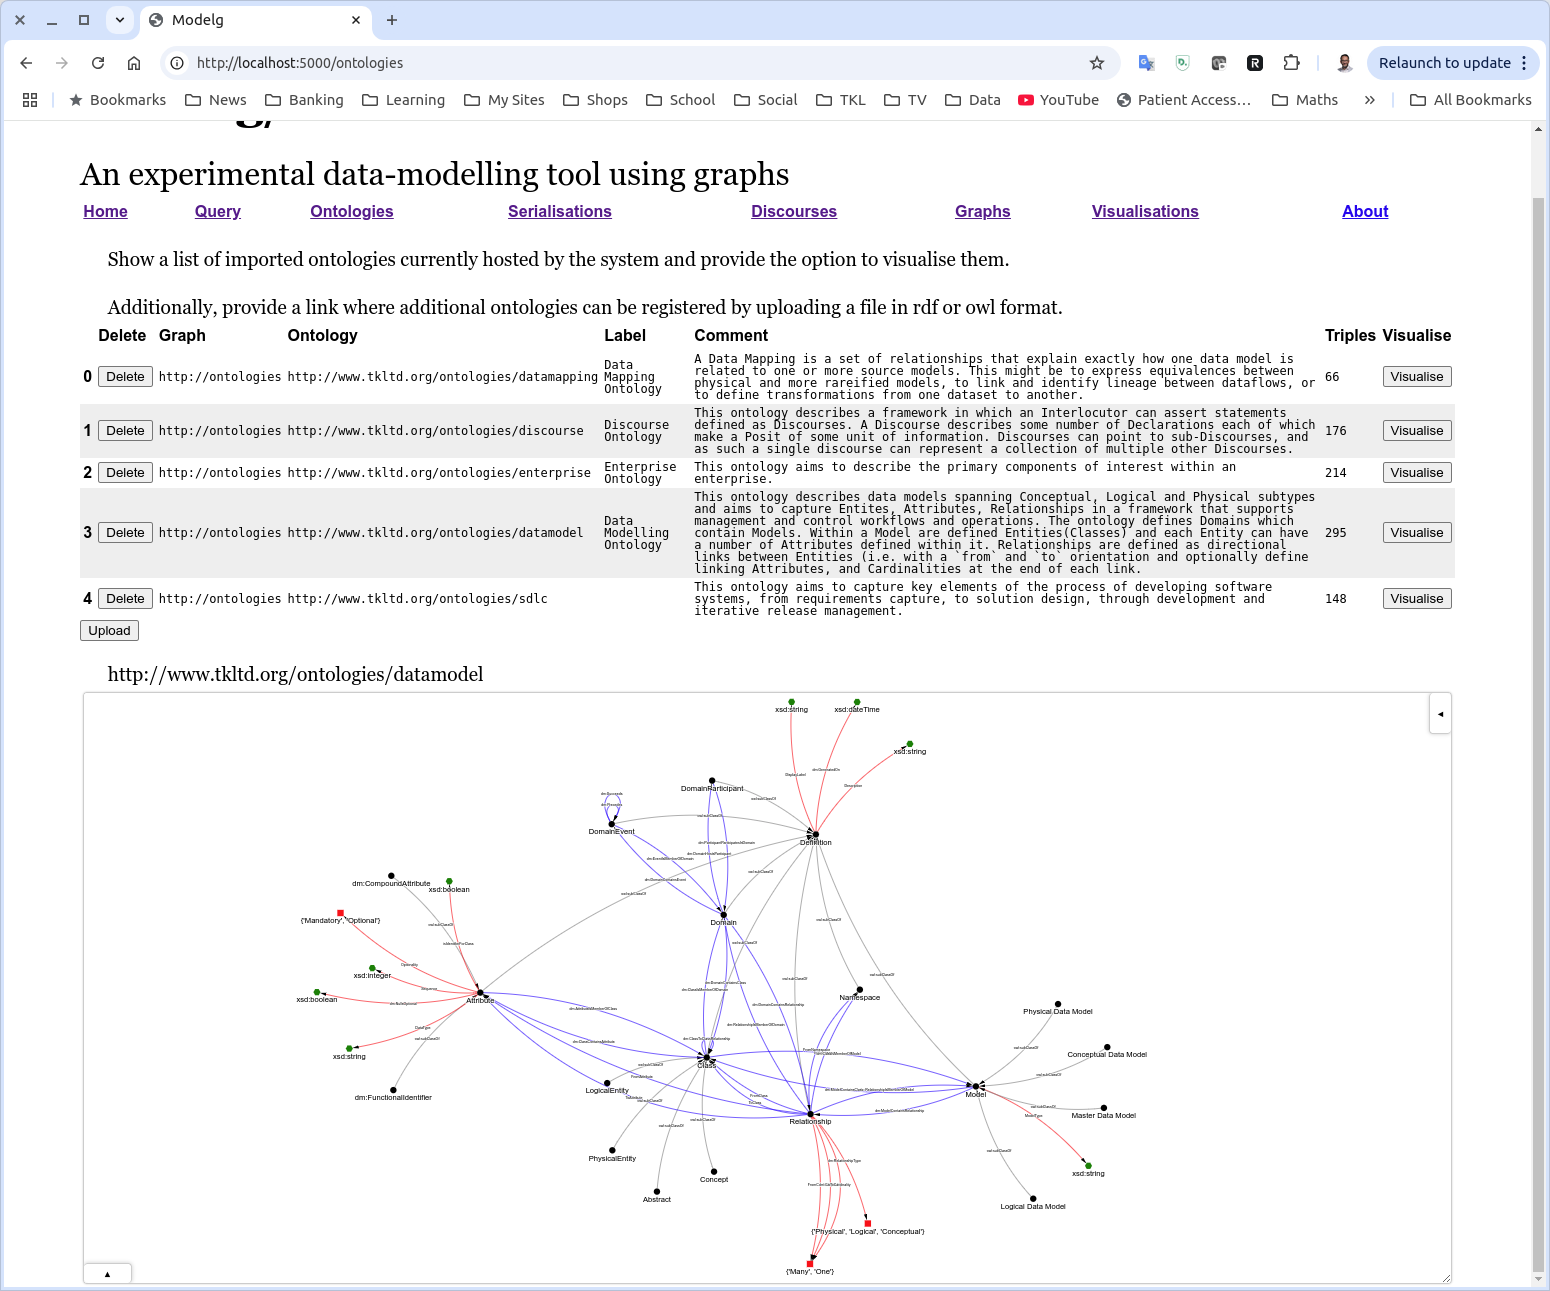 Modelg
http://localhost:5000/ontologies
Relaunch to update
Bookmarks News Banking Learning My Sites Shops School Social TKL TV Data YouTube Patient Access… Maths » All Bookmarks
An experimental data-modelling tool using graphs
Home Query Ontologies Serialisations Discourses Graphs Visualisations About
Show a list of imported ontologies currently hosted by the system and provide the option to visualise them.
Additionally, provide a link where additional ontologies can be registered by uploading a file in rdf or owl format.
Delete Graph Ontology Label Comment Triples Visualise
0 Delete http://ontologies http://www.tkltd.org/ontologies/datamapping
Data
Mapping
Ontology
A Data Mapping is a set of relationships that explain exactly how one data model is
related to one or more source models. This might be to express equivalences between
physical and more rareified models, to link and identify lineage between dataflows, or
to define transformations from one dataset to another.
66 Visualise
1 Delete http://ontologies http://www.tkltd.org/ontologies/discourse
Discourse
Ontology
This ontology describes a framework in which an Interlocutor can assert statements
defined as Discourses. A Discourse describes some number of Declarations each of which
make a Posit of some unit of information. Discourses can point to sub-Discourses, and
as such a single discourse can represent a collection of multiple other Discourses.
176 Visualise
2 Delete http://ontologies http://www.tkltd.org/ontologies/enterprise
Enterprise
Ontology
This ontology aims to describe the primary components of interest within an
enterprise.
214 Visualise
3 Delete http://ontologies http://www.tkltd.org/ontologies/datamodel
Data
Modelling
Ontology
This ontology describes data models spanning Conceptual, Logical and Physical subtypes
and aims to capture Entites, Attributes, Relationships in a framework that supports
management and control workflows and operations. The ontology defines Domains which
contain Models. Within a Model are defined Entities(Classes) and each Entity can have
a number of Attributes defined within it. Relationships are defined as directional
links between Entities (i.e. with a `from` and `to` orientation and optionally define
linking Attributes, and Cardinalities at the end of each link.
295 Visualise
4 Delete http://ontologies http://www.tkltd.org/ontologies/sdlc
This ontology aims to capture key elements of the process of developing software
systems, from requirements capture, to solution design, through development and
iterative release management.
148 Visualise
Upload
http://www.tkltd.org/ontologies/datamodel
xsd:string xsd:dateTime
xsd:string
DomainParticipant
DomainEvent
Definition
dm:CompoundAttribute
xsd:boolean
{'Mandatory', 'Optional'}
Domain
xsd:integer
xsd:boolean
Attribute
Namespace
Physical Data Model
xsd:string
Conceptual Data Model
Class
LogicalEntity
Model
dm:FunctionalIdentifier
Master Data Model
Relationship
PhysicalEntity
xsd:string
Concept
Abstract
Logical Data Model
{'Physical', 'Logical', 'Conceptual'}
{'Many', 'One'}